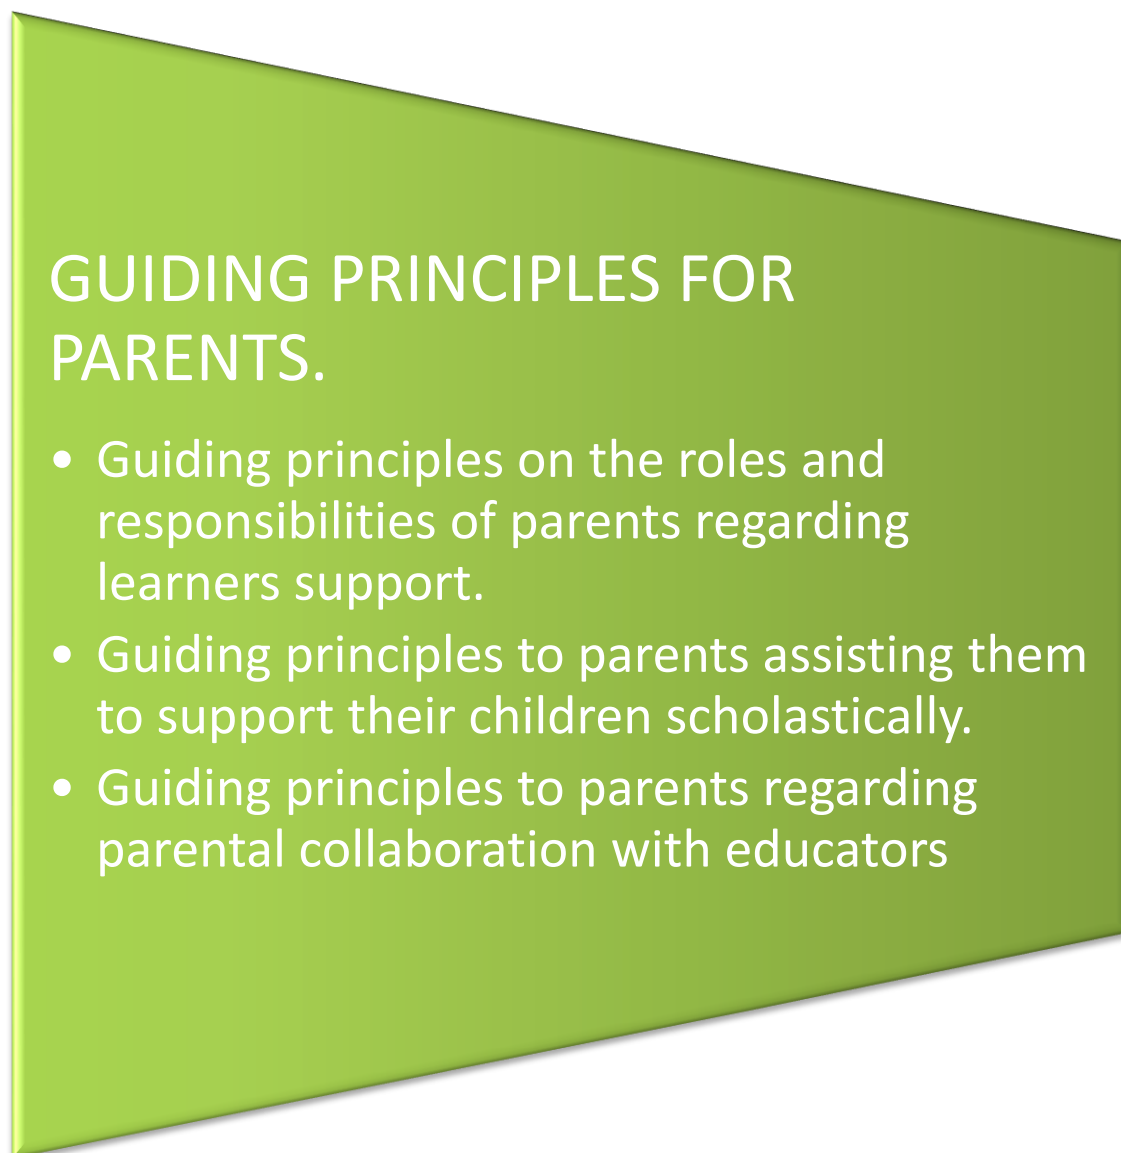 GUIDING PRINCIPLES FOR
PARENTS.
• Guiding principles on the roles and
responsibilities of parents regarding
learners support.
• Guiding principles to parents assisting them
to support their children scholastically.
• Guiding principles to parents regarding
parental collaboration with educators